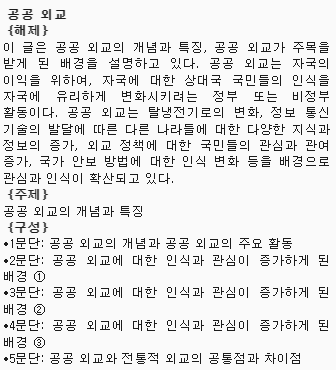 공공 외교
{해제}
이 글은 공공 외교의 개념과 특징, 공공 외교가 주목을
받게 된 배경을 설명하고 있다. 공공 외교는 자국의
이익을 위하여, 자국에 대한 상대국 국민들의 인식을
자국에 유리하게 변화시키려는 정부 또는 비정부
활동이다. 공공 외교는 탈냉전기로의 변화, 정보 통신
기술의 발달에 따른 다른 나라들에 대한 다양한 지식과
정보의 증가, 외교 정책에 대한 국민들의 관심과 관여
증가, 국가 안보 방법에 대한 인식 변화 등을 배경으로
관심과 인식이 확산되고 있다.
{주제}
공공 외교의 개념과 특징
{구성}
•1문단: 공공 외교의 개념과 공공 외교의 주요 활동
•2문단: 공공 외교에 대한 인식과 관심이 증가하게 된
배경 ①
•3문단: 공공 외교에 대한 인식과 관심이 증가하게 된
배경 ②
•4문단: 공공 외교에 대한 인식과 관심이 증가하게 된
배경 ③
•5문단: 공공 외교와 전통적 외교의 공통점과 차이점